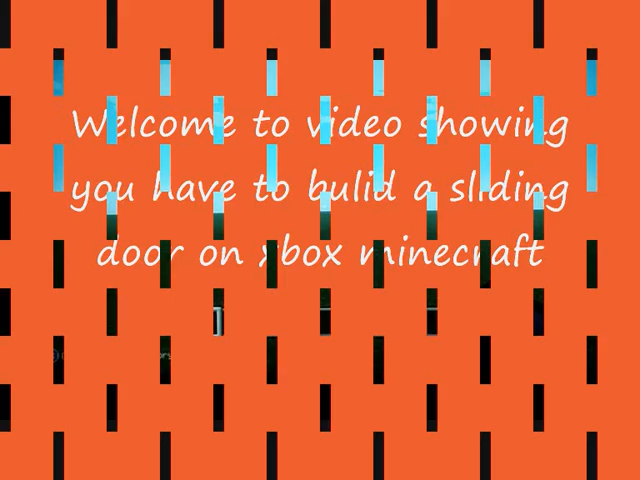 Welcome to video showing
you have to bulid a sliding
door on xbox minecraft